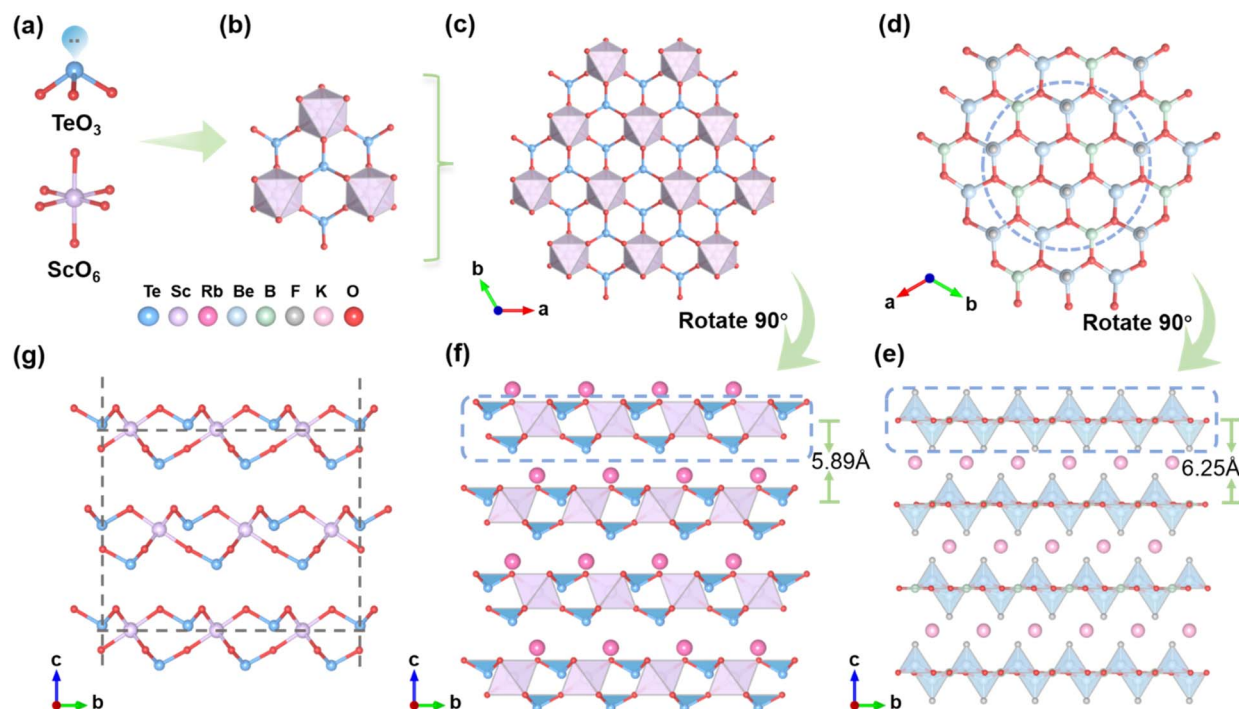 (a)
(b)
(c)
(d)
TeO3
ScO6
Te Sc Rb Be B F K O
b
a
Rotate 90°
a
b
Rotate 90°
(g)
(f)
(e)
5.89Å
6.25Å
c
b
c
b
c
b